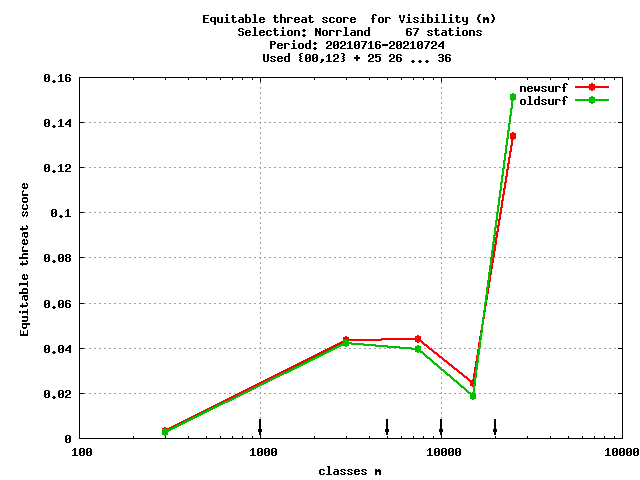 Equitable threat score  for Visibility (m)
Selection: Norrland     67 stations
Period: 20210716-20210724
Used {00,12} + 25 26 ... 36
newsurf
oldsurf
0.16
0.14
0.12
0.1
0.08
0.06
0.04
0.02
0
Equitable threat score
100
1000
10000
10000
classes m